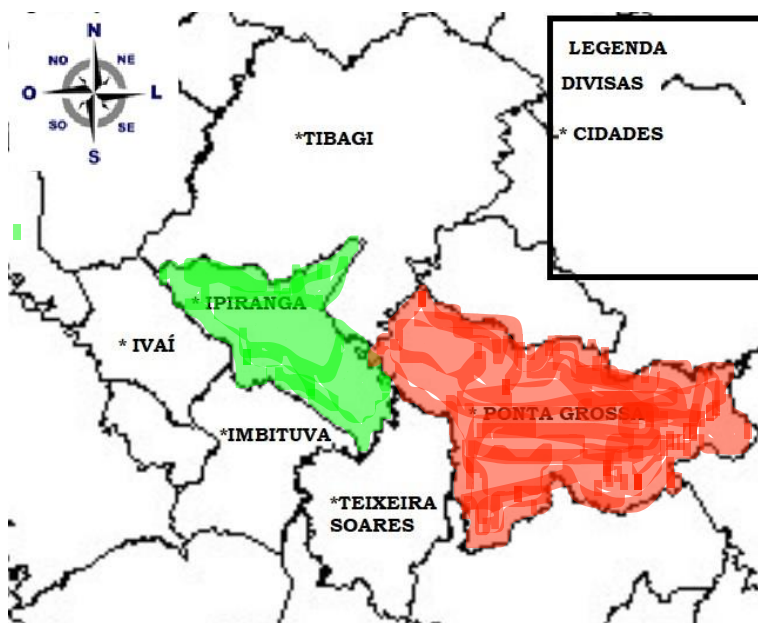 N
NO NE
O L
SO SE
S
LEGENDA
DIVISAS
* CIDADES
*TIBAGI
* IPIRANGA
* IVAÍ
* PONTA GROSSA
*IMBITUVA
*TEIXEIRA
SOARES